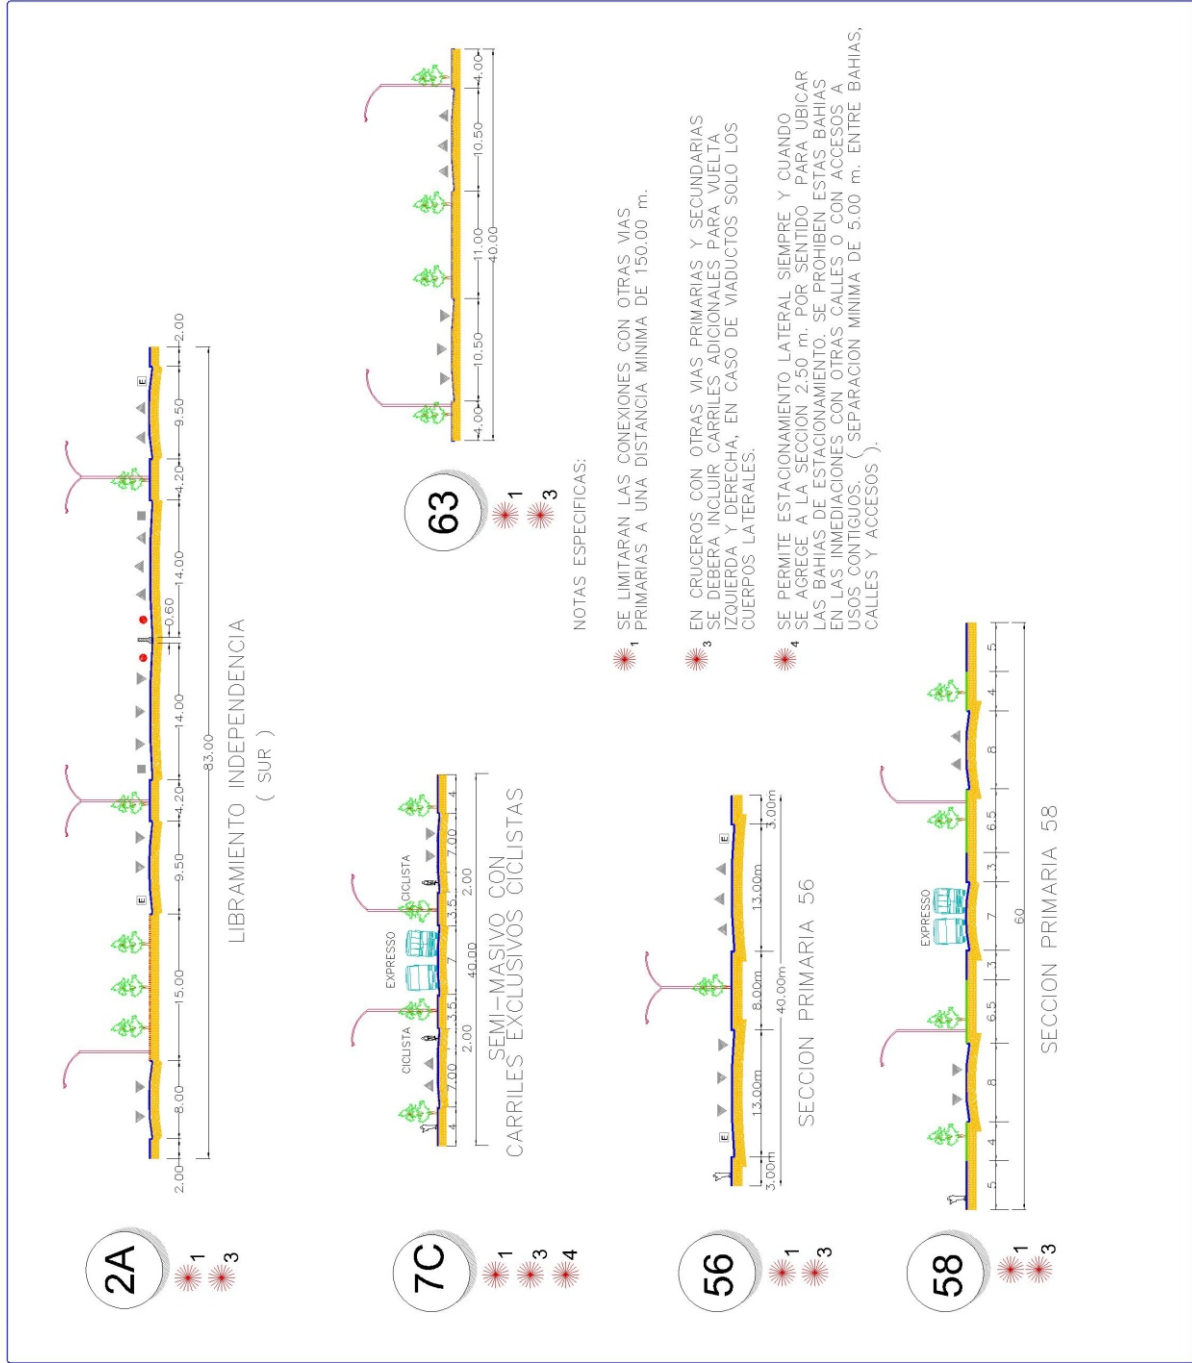 2A
1
3
2.00
8.00
15.00
9.50
4.20
14.00
0.60
14.00
4.20
9.50
2.00
83.00
E
E
LIBRAMIENTO INDEPENDENCIA
( SUR )
7C
1
3
4
CICLISTA
EXPRESSO
CICLISTA
4
7.00
3.5
7
3.5
7.00
4
2.00
40.00
2.00
SEMI-MASIVO CON
CARRILES EXCLUSIVOS CICLISTAS
63
1
3
4.00
10.50
11.00
10.50
4.00
40.00
56
1
3
E
E
3.00m
13.00m
8.00m
13.00m
3.00m
40.00m
SECCION PRIMARIA 56
58
1
3
EXPRESSO
5
4
8
6.5
3
7
3
6.5
8
4
5
60
SECCION PRIMARIA 58
NOTAS ESPECIFICAS:
1
SE LIMITARAN LAS CONEXIONES CON OTRAS VIAS
PRIMARIAS A UNA DISTANCIA MINIMA DE 150.00 m.
3
EN CRUCEROS CON OTRAS VIAS PRIMARIAS Y SECUNDARIAS
SE DEBERA INCLUIR CARRILES ADICIONALES PARA VUELTA
IZQUIERDA Y DERECHA, EN CASO DE VIADUCTOS SOLO LOS
CUERPOS LATERALES.
4
SE PERMITE ESTACIONAMIENTO LATERAL SIEMPRE Y CUANDO
SE AGREGE A LA SECCION 2.50 m. POR SENTIDO PARA UBICAR
LAS BAHIAS DE ESTACIONAMIENTO. SE PROHIBEN ESTAS BAHIAS
EN LAS INMEDIACIONES CON OTRAS CALLES O CON ACCESOS A
USOS CONTIGUOS. ( SEPARACION MINIMA DE 5.00 m. ENTRE BAHIAS,
CALLES Y ACCESOS ).